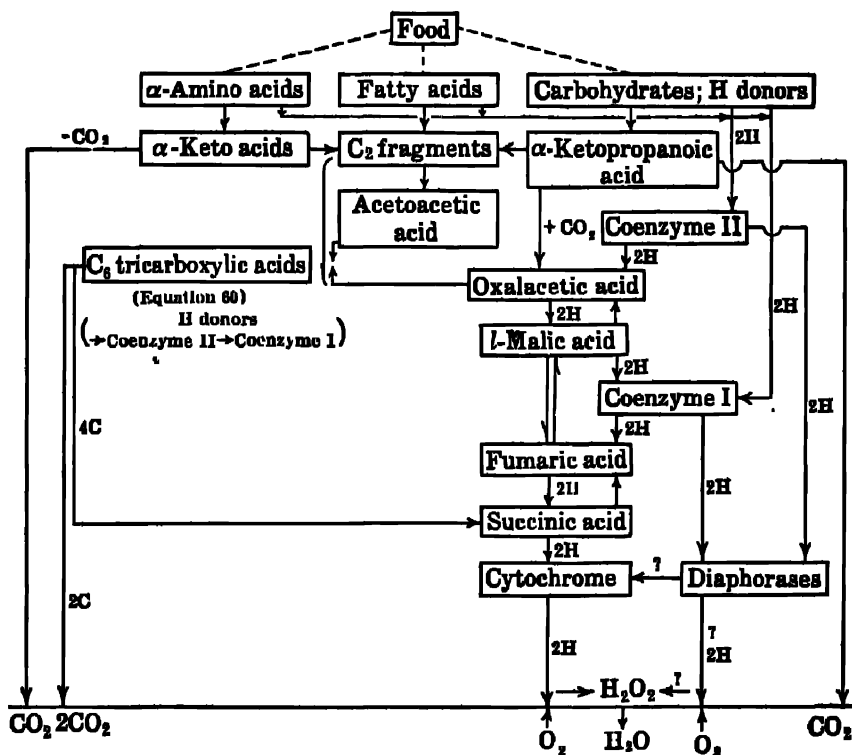 Food
α-Amino acids
Fatty acids
Carbohydrates; H donors
-CO₂
α-Keto acids
C₂ fragments
α-Ketopropanoic
acid
2H
Acetoacetic
acid
+ CO₂
Coenzyme II
2H
C₆ tricarboxylic acids
(Equation 60)
H donors
(→Coenzyme II→Coenzyme I)
Oxalacetic acid
2H
2H
l-Malic acid
2H
Coenzyme I
2H
2H
4C
Fumaric acid
2H
2H
Succinic acid
2H
Cytochrome
?
Diaphorases
2C
2H
?
2H
H₂O₂
?
CO₂ 2CO₂
O₂
H₂O
O₂
CO₂